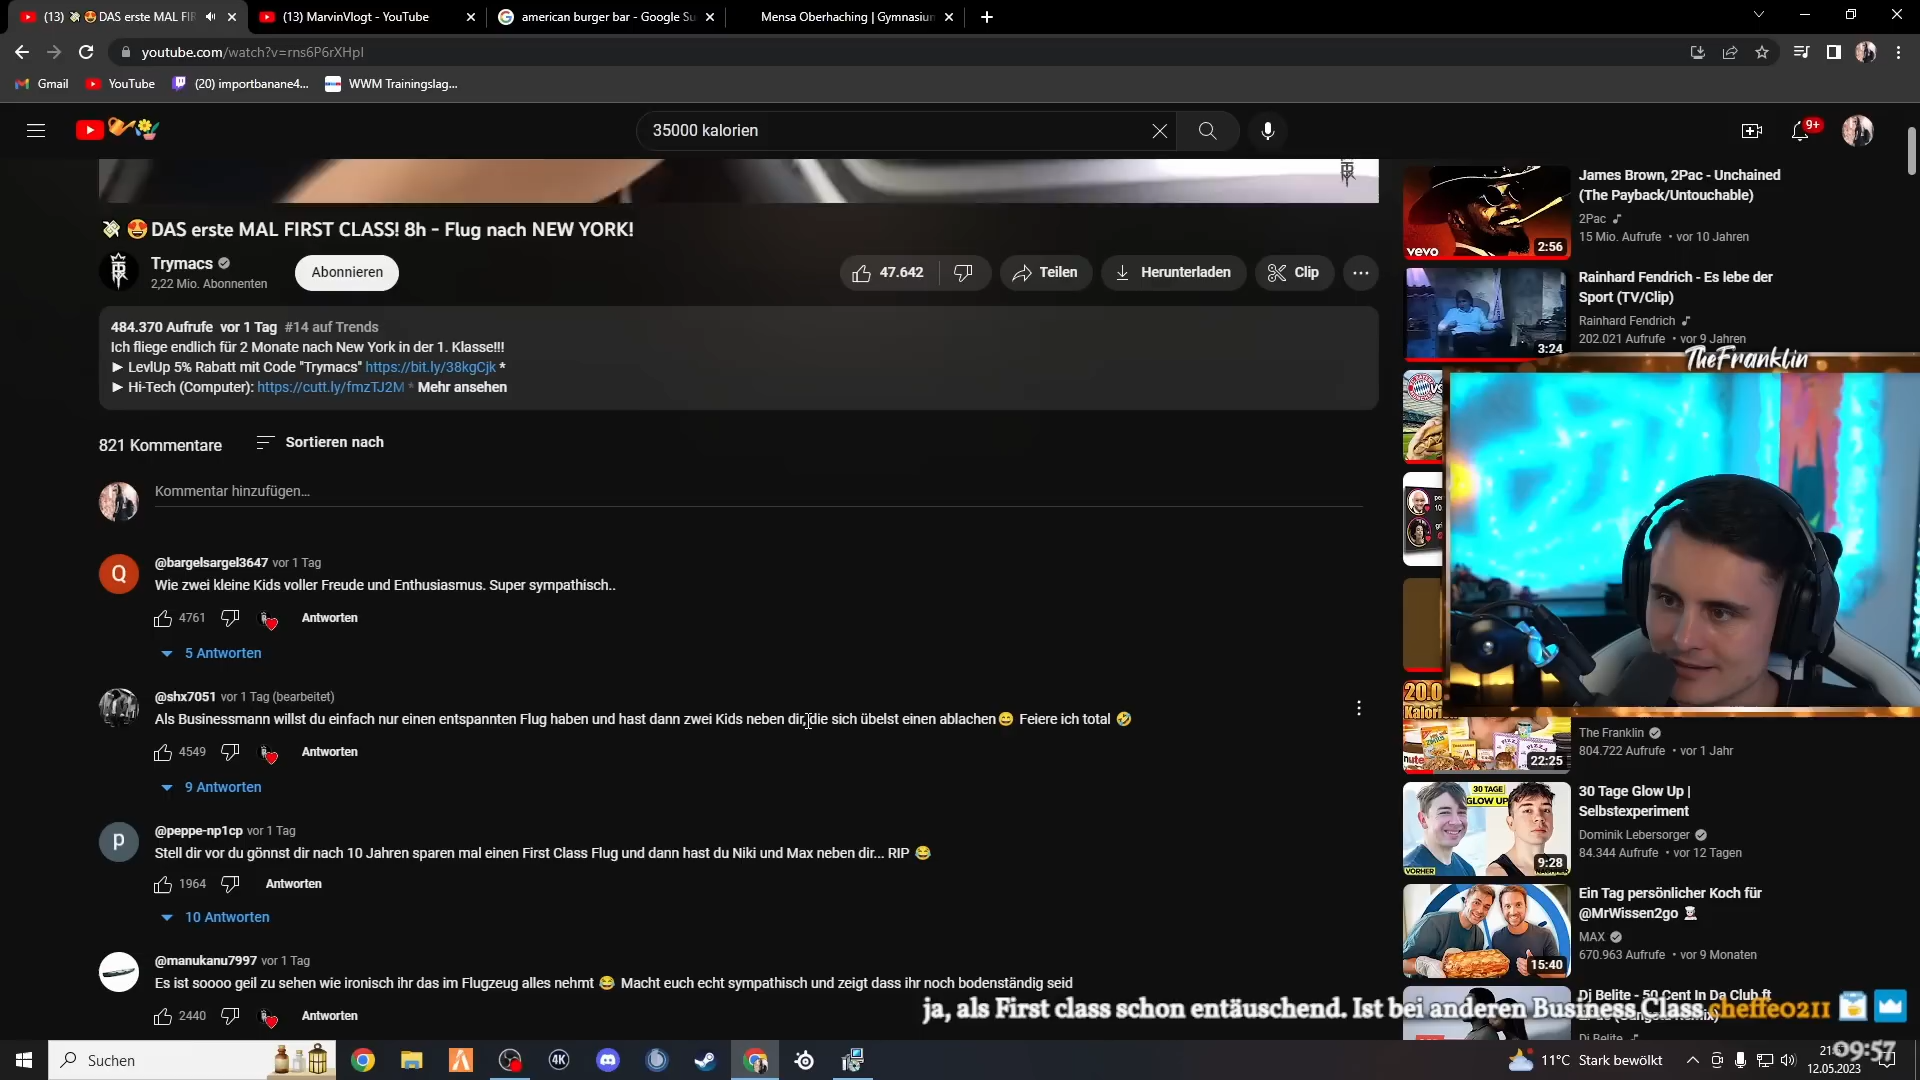 (13) 💸 🤩DAS erste MAL FIR
(13) MarvinVlogt - YouTube
american burger bar - Google Su
Mensa Oberhaching | Gymnasium
youtube.com/watch?v=rns6P6rXHpI
Gmail
YouTube
(20) importbanane4...
WWM Trainingslag...
35000 kalorien
9+
💸 🤩DAS erste MAL FIRST CLASS! 8h - Flug nach NEW YORK!
Trymacs
2,22 Mio. Abonnenten
Abonnieren
47.642
Teilen
Herunterladen
Clip
484.370 Aufrufe vor 1 Tag #14 auf Trends
Ich fliege endlich für 2 Monate nach New York in der 1. Klasse!!!
► LevlUp 5% Rabatt mit Code "Trymacs" https://bit.ly/38kgCjk *
► Hi-Tech (Computer): https://cutt.ly/fmzTJ2M * Mehr ansehen
821 Kommentare
Sortieren nach
Kommentar hinzufügen...
Q
@bargelsargel3647 vor 1 Tag
Wie zwei kleine Kids voller Freude und Enthusiasmus. Super sympathisch..
4761
Antworten
5 Antworten
@shx7051 vor 1 Tag (bearbeitet)
Als Businessmann willst du einfach nur einen entspannten Flug haben und hast dann zwei Kids neben dir,die sich übelst einen ablachen😄 Feiere ich total 🤣
4549
Antworten
9 Antworten
p
@peppe-np1cp vor 1 Tag
Stell dir vor du gönnst dir nach 10 Jahren sparen mal einen First Class Flug und dann hast du Niki und Max neben dir... RIP 😂
1964
Antworten
10 Antworten
@manukanu7997 vor 1 Tag
Es ist soooo geil zu sehen wie ironisch ihr das im Flugzeug alles nehmt 😂 Macht euch echt sympathisch und zeigt dass ihr noch bodenständig seid
2440
Antworten
vevo
2:56
James Brown, 2Pac - Unchained
(The Payback/Untouchable)
2Pac
15 Mio. Aufrufe • vor 10 Jahren
3:24
Rainhard Fendrich - Es lebe der
Sport (TV/Clip)
Rainhard Fendrich
202.021 Aufrufe • vor 9 Jahren
TheFranklin
20.0
Kalorien
22:25
The Franklin
804.722 Aufrufe • vor 1 Jahr
30 TAGE
GLOW UP
VORHER
9:28
30 Tage Glow Up |
Selbstexperiment
Dominik Lebersorger
84.344 Aufrufe • vor 12 Tagen
15:40
Ein Tag persönlicher Koch für
@MrWissen2go
MAX
670.963 Aufrufe • vor 9 Monaten
Dj Belite - 50 Cent In Da Club ft
Dj Belite
ja, als First class schon entäuschend. Ist bei anderen Business Class cheffe0211
Suchen
4K
11°C Stark bewölkt
09:57
12.05.2023